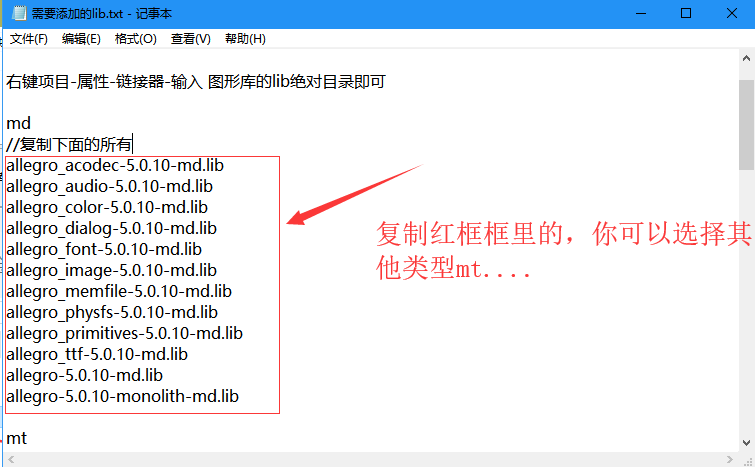 需要添加的lib.txt - 记事本
文件(F) 编辑(E) 格式(O) 查看(V) 帮助(H)
右键项目-属性-链接器-输入 图形库的lib绝对目录即可
md
//复制下面的所有
allegro_acodec-5.0.10-md.lib
allegro_audio-5.0.10-md.lib
allegro_color-5.0.10-md.lib
allegro_dialog-5.0.10-md.lib
allegro_font-5.0.10-md.lib
allegro_image-5.0.10-md.lib
allegro_memfile-5.0.10-md.lib
allegro_physfs-5.0.10-md.lib
allegro_primitives-5.0.10-md.lib
allegro_ttf-5.0.10-md.lib
allegro-5.0.10-md.lib
allegro-5.0.10-monolith-md.lib
mt
复制红框框里的，你可以选择其
他类型mt....